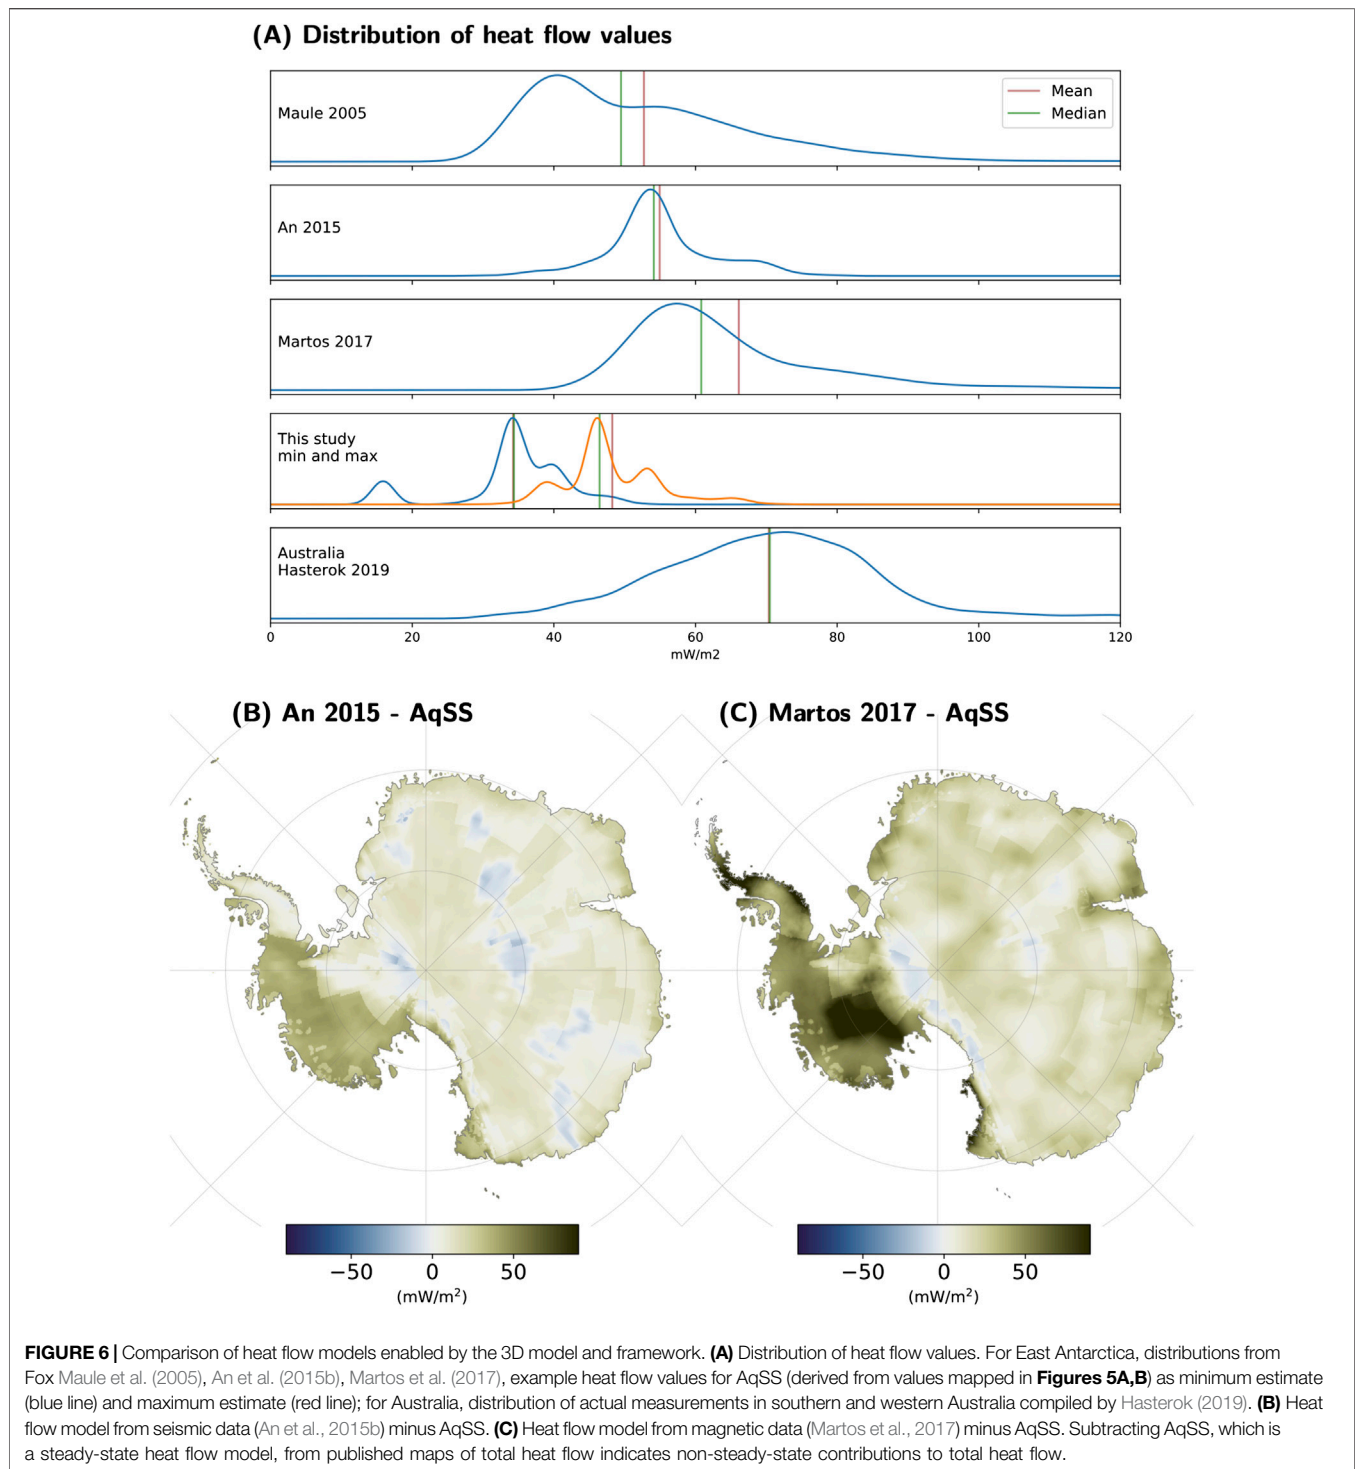 (A) Distribution of heat flow values
Maule 2005
Mean
Median
An 2015
Martos 2017
This study
min and max
Australia
Hasterok 2019
0 20 40 60 80 100 120
mW/m2
(B) An 2015 - AqSS
(C) Martos 2017 - AqSS
−50 0 50
(mW/m²)
−50 0 50
(mW/m²)
FIGURE 6 | Comparison of heat flow models enabled by the 3D model and framework. (A) Distribution of heat flow values. For East Antarctica, distributions from
Fox Maule et al. (2005), An et al. (2015b), Martos et al. (2017), example heat flow values for AqSS (derived from values mapped in Figures 5A,B) as minimum estimate
(blue line) and maximum estimate (red line); for Australia, distribution of actual measurements in southern and western Australia compiled by Hasterok (2019). (B) Heat
flow model from seismic data (An et al., 2015b) minus AqSS. (C) Heat flow model from magnetic data (Martos et al., 2017) minus AqSS. Subtracting AqSS, which is
a steady-state heat flow model, from published maps of total heat flow indicates non-steady-state contributions to total heat flow.